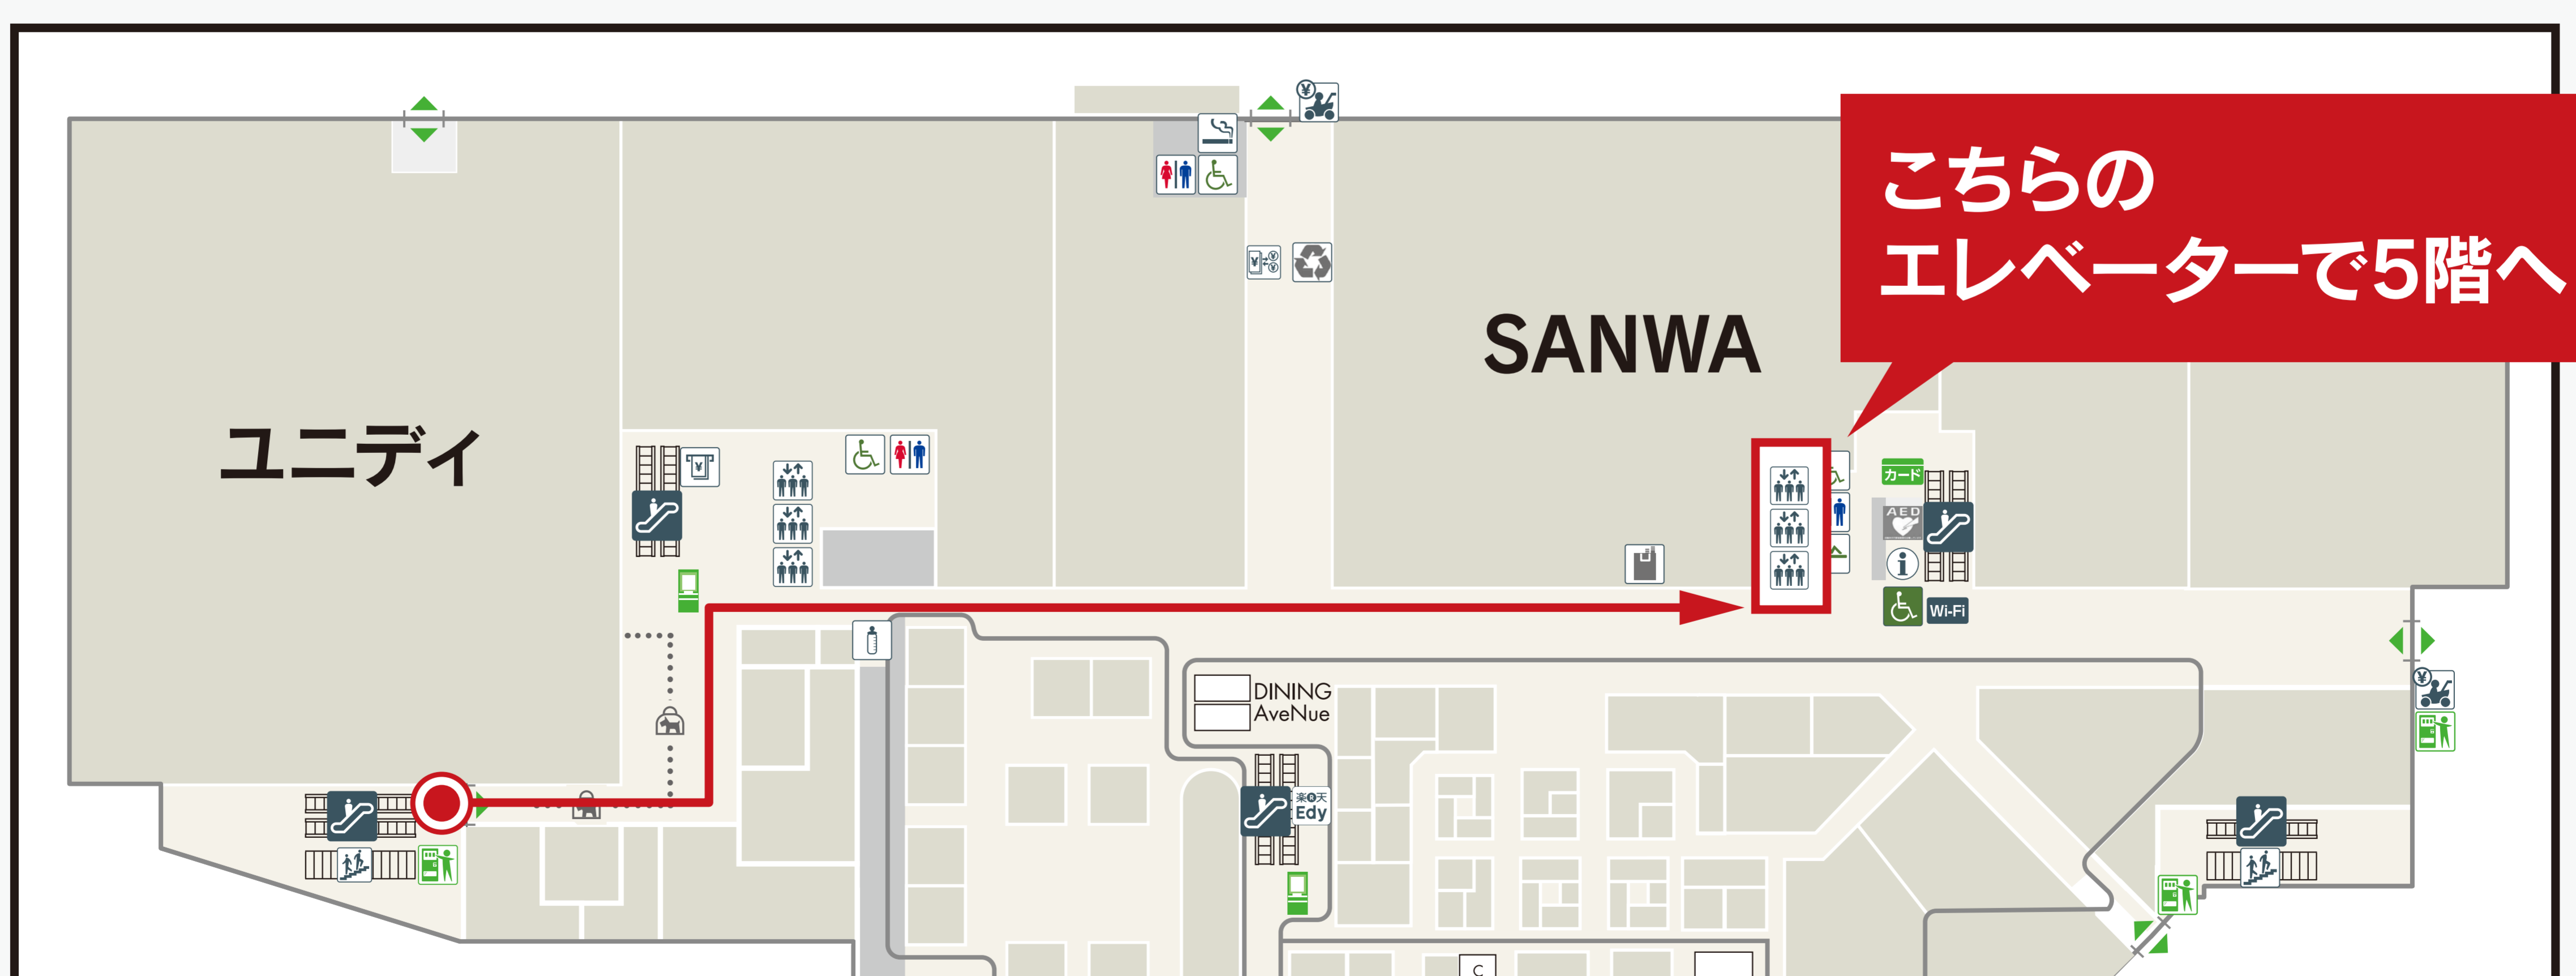 こちらの
エレベーターで5階へ
SANWA
ユニディ
カード
AED
Wi-Fi
DINING
AveNue
楽天
Edy
C